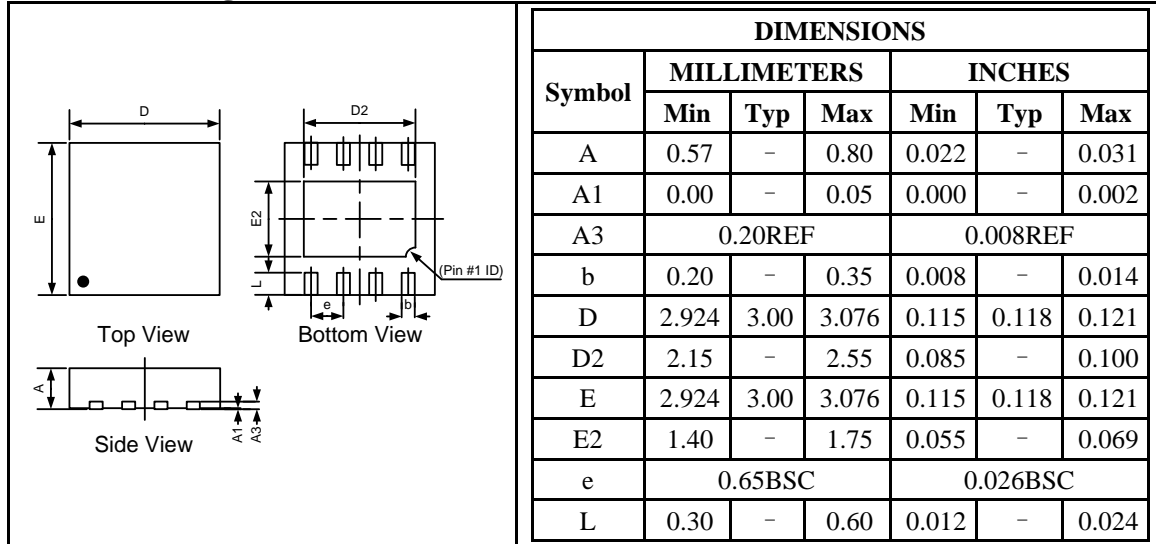 D
E
Top View
D2
E2
L
e
b
(Pin #1 ID)
Bottom View
A
A1
A3
Side View
DIMENSIONS
Symbol MILLIMETERS INCHES
Min Typ Max Min Typ Max
A 0.57 - 0.80 0.022 - 0.031
A1 0.00 - 0.05 0.000 - 0.002
A3 0.20REF 0.008REF
b 0.20 - 0.35 0.008 - 0.014
D 2.924 3.00 3.076 0.115 0.118 0.121
D2 2.15 - 2.55 0.085 - 0.100
E 2.924 3.00 3.076 0.115 0.118 0.121
E2 1.40 - 1.75 0.055 - 0.069
e 0.65BSC 0.026BSC
L 0.30 - 0.60 0.012 - 0.024